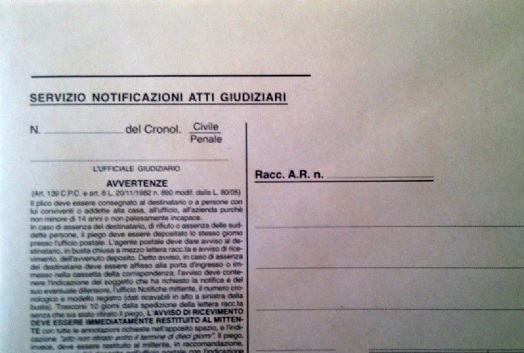 SERVIZIO NOTIFICAZIONI ATTI GIUDIZIARI
N. del Cronol. Civile
Penale
L'UFFICIALE GIUDIZIARIO
Racc. A.R. n.
AVVERTENZE
(Art. 139 C.P.C. e art. 8 L. 20/11/1982 n. 890 modif. dalla L. 80/05)
Il plico deve essere consegnato al destinatario o a persone con
lui conviventi o addette alla casa, all'ufficio, all'azienda purchè
non minore di 14 anni o non palesamente incapace.
In caso di assenza del destinatario, di rifiuto o assenza delle sud-
dette persone, il piego deve essere depositato lo stesso giorno
presso l'ufficio postale. L'agente postale deve dare avviso al de-
stinatario, in busta chiusa a mezzo lettera racc.ta e avviso di rice-
vimento, dell'avvenuto deposito. Detto avviso, in caso di assenza
del destinatario deve essere affisso alla porta d'ingresso o im-
messo nella cassetta della corrispondenza; l'avviso deve conte-
nere l'indicazione del soggetto che ha richiesto la notifica e del
suo eventuale difensore, l'ufficio Notifiche mittente, il numero cro-
nologico e modello registro (dati ricavabili in alto a sinistra della
busta). Trascorsi 10 giorni dalla spedizione della lettera racc.ta
senza che sia stato ritirato il piego, L'AVVISO DI RICEVIMENTO
DEVE ESSERE IMMEDIATAMENTE RESTITUITO AL MITTEN-
TE con tutte le annotazioni richieste nell'apposito spazio, e l'indi-
cazione "atto non ritirato entro il termine di dieci giorni". Il piego,
invece, deve essere restituito al mittente, in raccomandazione,